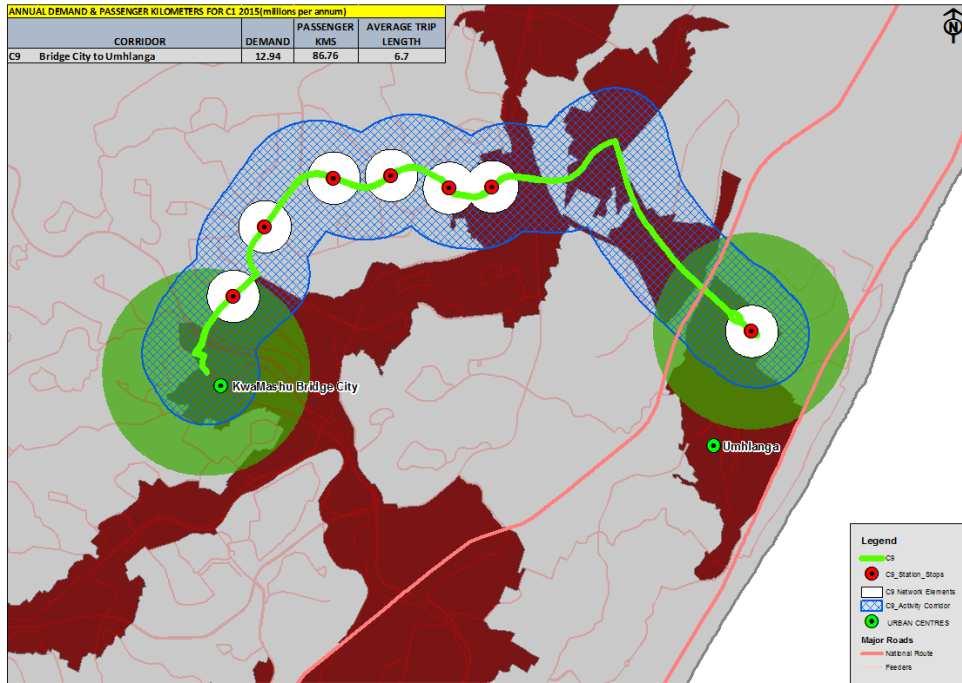 ANNUAL DEMAND & PASSENGER KILOMETERS FOR C1 2015(millions per annum)
CORRIDOR DEMAND PASSENGER KMS AVERAGE TRIP LENGTH
C9 Bridge City to Umhlanga 12.94 86.76 6.7
N
KwaMashu Bridge City
Umhlanga
Legend
C9
C9_Station_Stops
C9 Network Elements
C9_Activity Corridor
URBAN CENTRES
Major Roads
National Route
Feeders